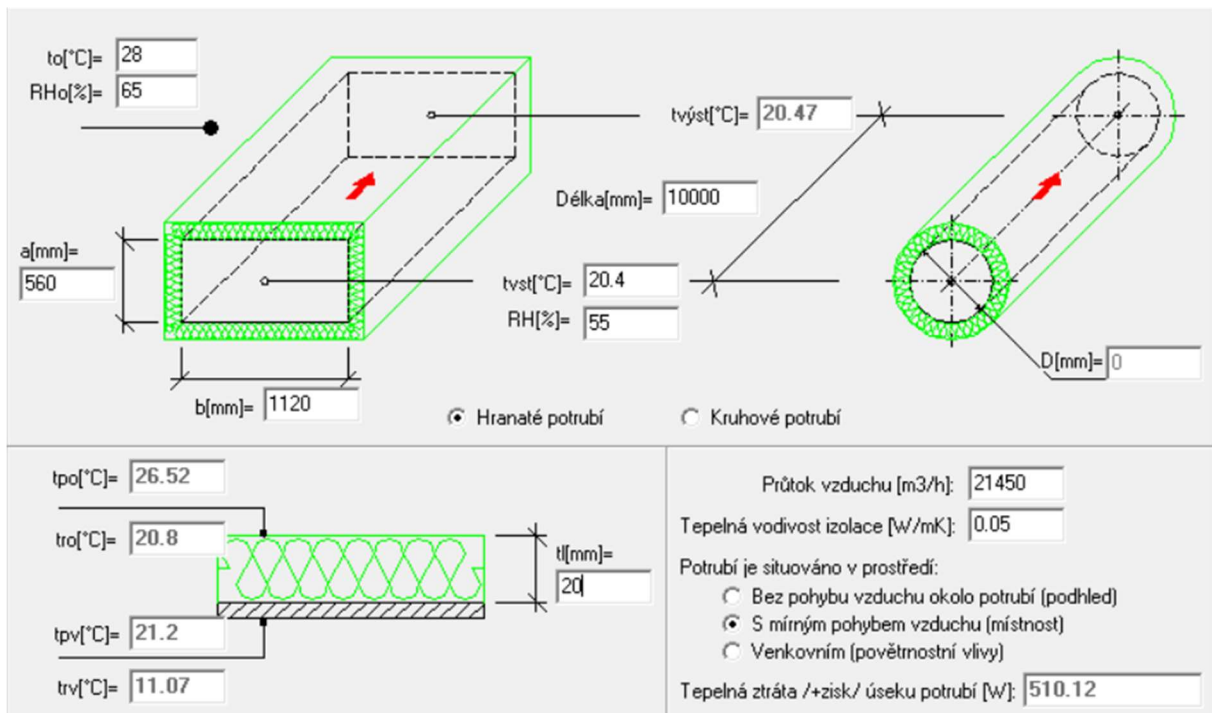 to[°C]= 28
RHo[%]= 65
tvýst[°C]= 20.47
Délka[mm]= 10000
a[mm]=
560
tvst[°C]= 20.4
RH[%]= 55
D[mm]= 0
b[mm]= 1120
Hranaté potrubí
Kruhové potrubí
tpo[°C]= 26.52
tro[°C]= 20.8
tl[mm]=
20
tpv[°C]= 21.2
trv[°C]= 11.07
Průtok vzduchu [m3/h]: 21450
Tepelná vodivost izolace [W/mK]: 0.05
Potrubí je situováno v prostředí:
Bez pohybu vzduchu okolo potrubí (podhled)
S mírným pohybem vzduchu (místnost)
Venkovním (povětrnostní vlivy)
Tepelná ztráta /+zisk/ úseku potrubí [W]: 510.12